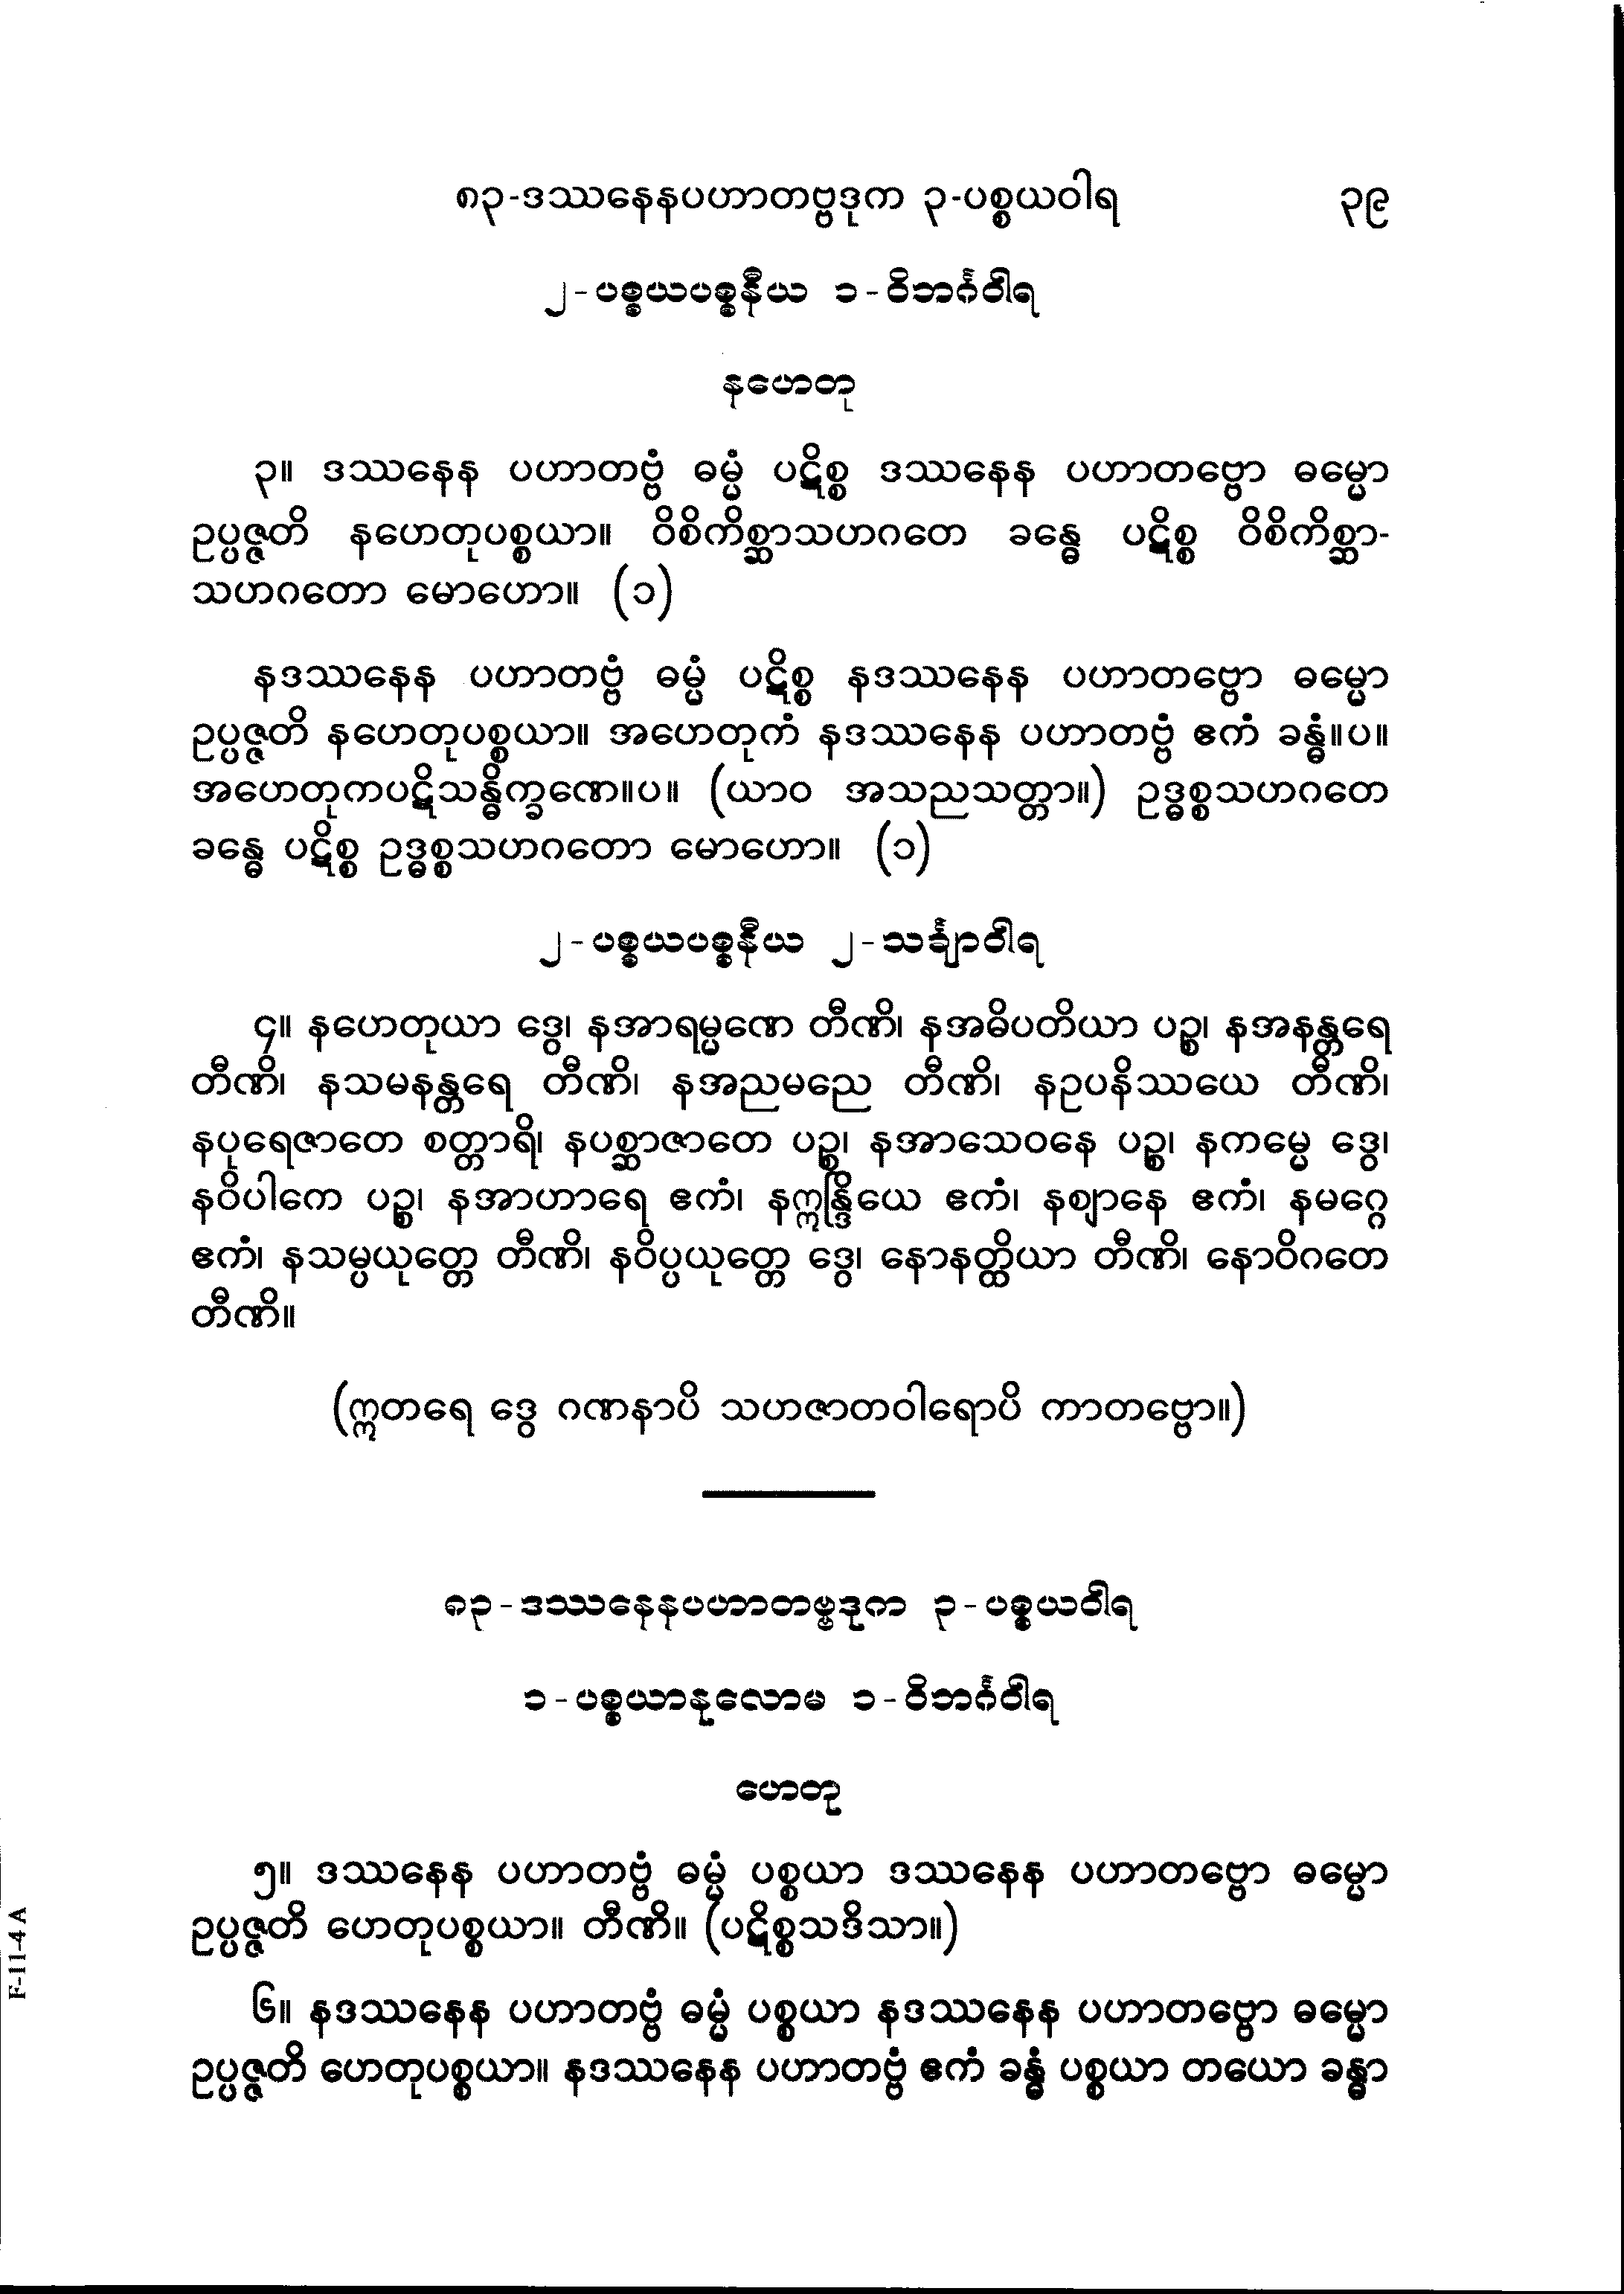 ၈၃-ဒဿနေနပဟာတဗ္ဗဒုက ၃-ပစ္စယဝါရ ၃၉
၂-ပစ္စယပစ္စနီယ ၁-ဝိဘင်္ဂဝါရ
နဟေတု
၃။ ဒဿနေန ပဟာတဗ္ဗံ ဓမ္မံ ပဋိစ္စ ဒဿနေန ပဟာတဗ္ဗော ဓမ္မော
ဥပ္ပဇ္ဇတိ နဟေတုပစ္စယာ။ ဝိစိကိစ္ဆာသဟဂတေ ခန္ဓေ ပဋိစ္စ ဝိစိကိစ္ဆာ-
သဟဂတော မောဟော။ (၁)
နဒဿနေန ပဟာတဗ္ဗံ ဓမ္မံ ပဋိစ္စ နဒဿနေန ပဟာတဗ္ဗော ဓမ္မော
ဥပ္ပဇ္ဇတိ နဟေတုပစ္စယာ။ အဟေတုကံ နဒဿနေန ပဟာတဗ္ဗံ ဧကံ ခန္ဓံ။ပ။
အဟေတုကပဋိသန္ဓိက္ခဏေ။ပ။ (ယာဝ အသညသတ္တာ။) ဥဒ္ဓစ္စသဟဂတေ
ခန္ဓေ ပဋိစ္စ ဥဒ္ဓစ္စသဟဂတော မောဟော။ (၁)
၂-ပစ္စယပစ္စနီယ ၂-သင်္ချာဝါရ
၄။ နဟေတုယာ ဒွေ၊ နအာရမ္မဏေ တီဏိ၊ နအဓိပတိယာ ပဉ္စ၊ နအနန္တရေ
တီဏိ၊ နသမနန္တရေ တီဏိ၊ နအညမညေ တီဏိ၊ နဥပနိဿယေ တီဏိ၊
နပုရေဇာတေ စတ္တာရိ၊ နပစ္ဆာဇာတေ ပဉ္စ၊ နအာသေဝနေ ပဉ္စ၊ နကမ္မေ ဒွေ၊
နဝိပါကေ ပဉ္စ၊ နအာဟာရေ ဧကံ၊ နဣန္ဒြိယေ ဧကံ၊ နဈာနေ ဧကံ၊ နမဂ္ဂေ
ဧကံ၊ နသမ္ပယုတ္တေ တီဏိ၊ နဝိပ္ပယုတ္တေ ဒွေ၊ နောနတ္ထိယာ တီဏိ၊ နောဝိဂတေ
တီဏိ။
(ဣတရေ ဒွေ ဂဏနာပိ သဟဇာတဝါရောပိ ကာတဗ္ဗော။)
၈၃-ဒဿနေနပဟာတဗ္ဗဒုက ၃-ပစ္စယဝါရ
၁-ပစ္စယာနုလောမ ၁-ဝိဘင်္ဂဝါရ
ဟေတု
၅။ ဒဿနေန ပဟာတဗ္ဗံ ဓမ္မံ ပစ္စယာ ဒဿနေန ပဟာတဗ္ဗော ဓမ္မော
ဥပ္ပဇ္ဇတိ ဟေတုပစ္စယာ။ တီဏိ။ (ပဋိစ္စသဒိသာ။)
၆။ နဒဿနေန ပဟာတဗ္ဗံ ဓမ္မံ ပစ္စယာ နဒဿနေန ပဟာတဗ္ဗော ဓမ္မော
ဥပ္ပဇ္ဇတိ ဟေတုပစ္စယာ။ နဒဿနေန ပဟာတဗ္ဗံ ဧကံ ခန္ဓံ ပစ္စယာ တယော ခန္ဓာ
F-11-4 A